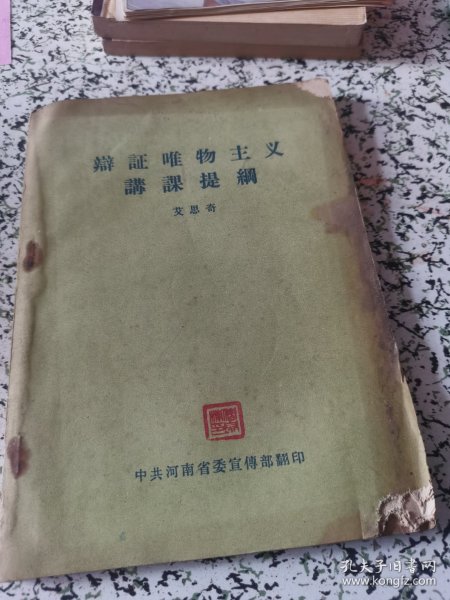 辯証唯物主义
講課提綱
艾思奇
中共河南省委宣傳部翻印
孔夫子旧书网
www.kongfz.com